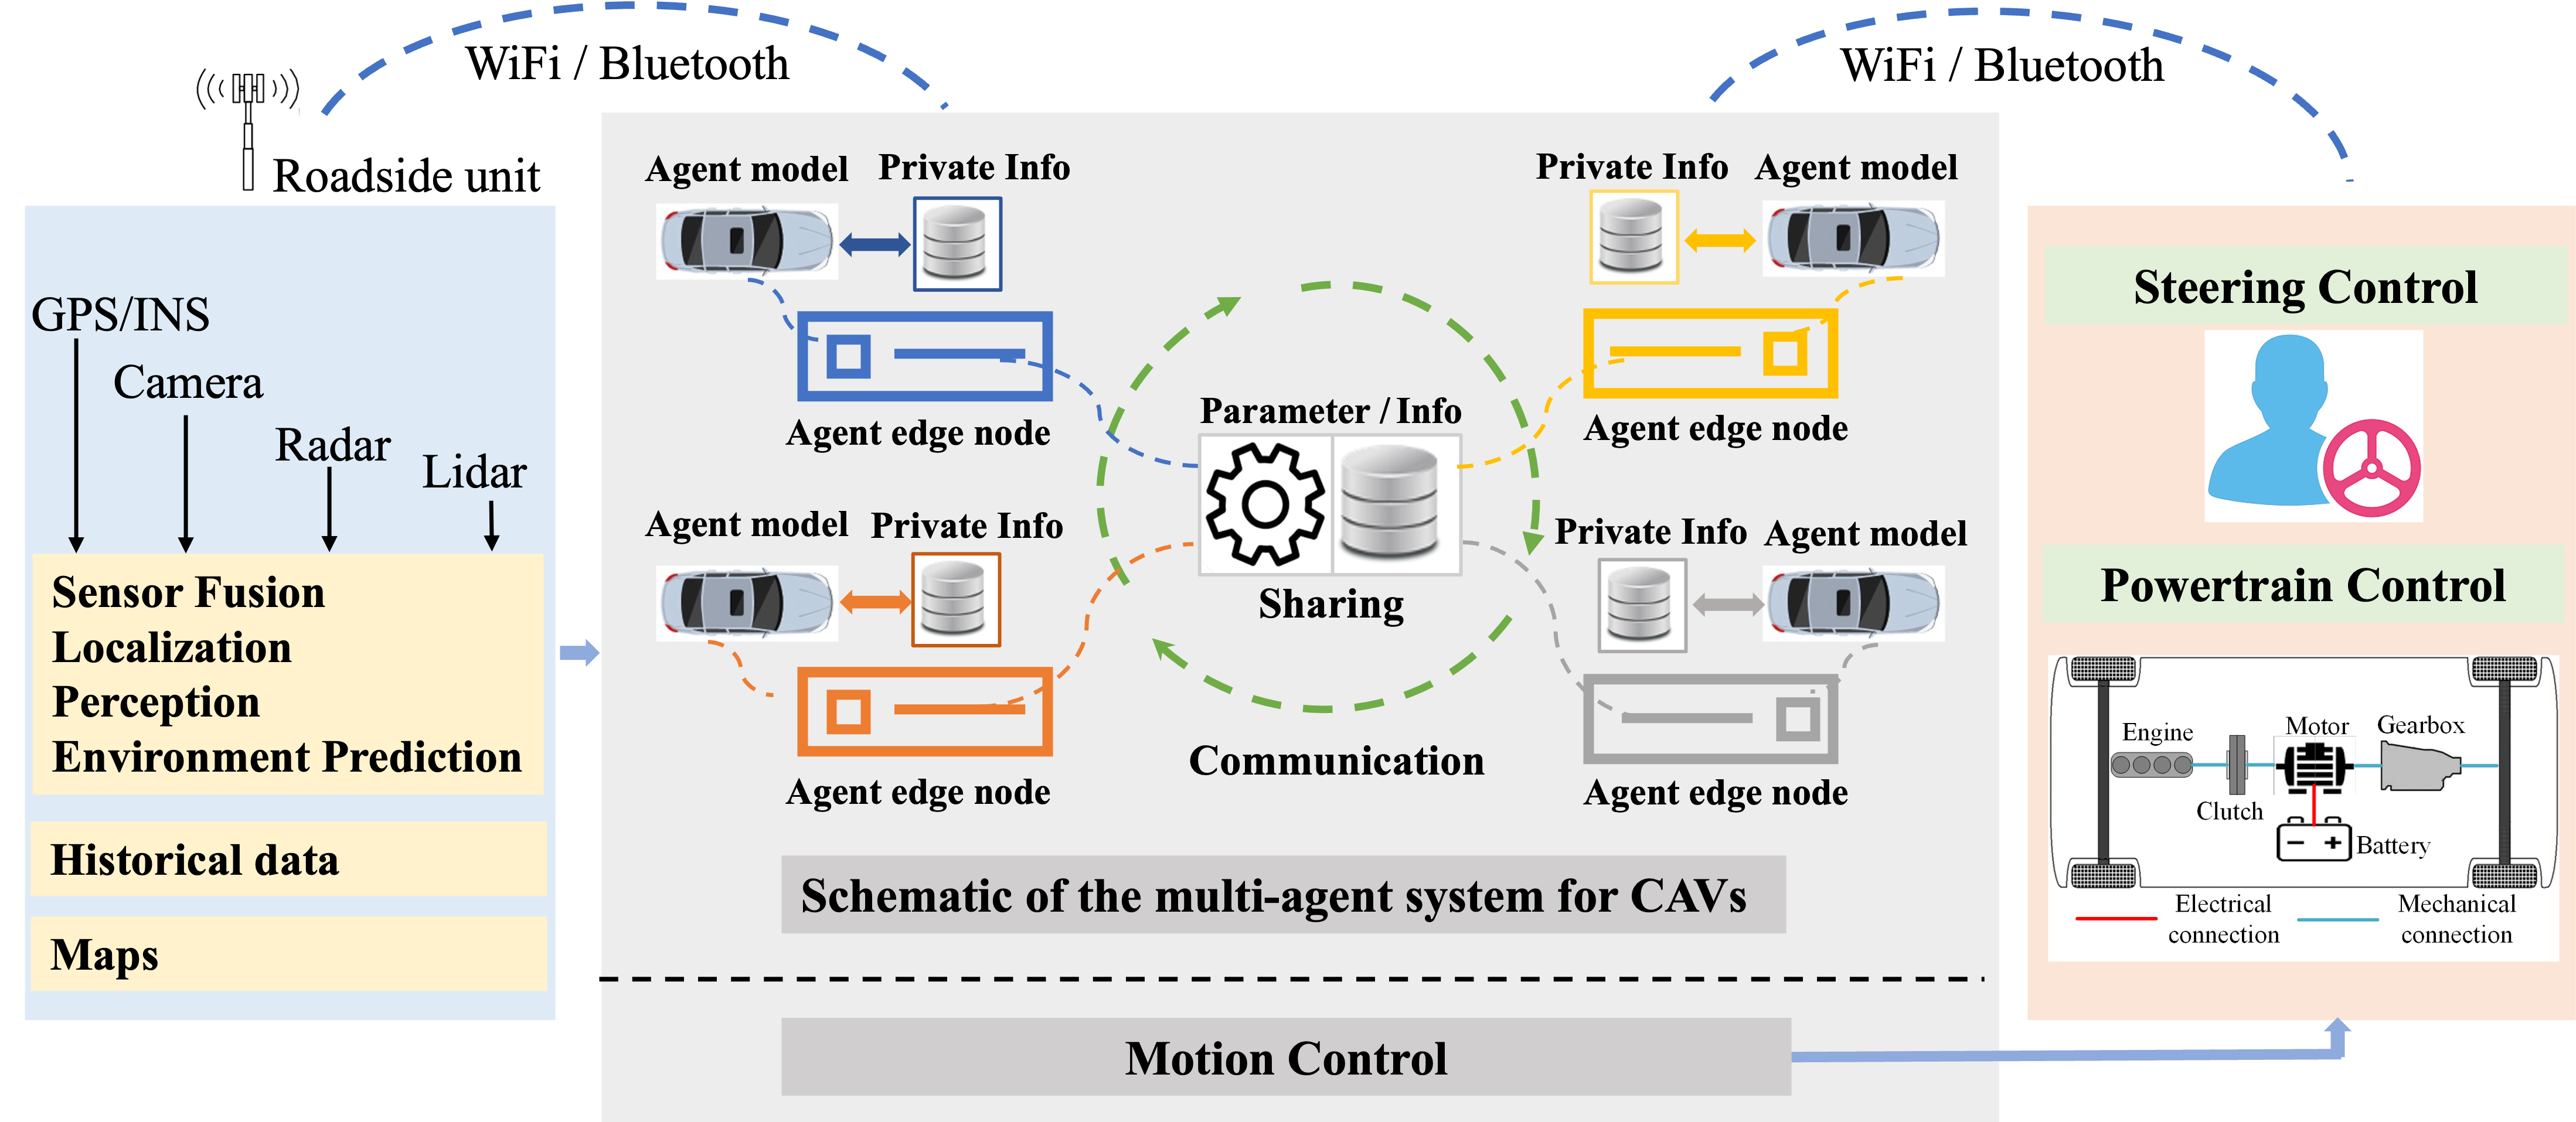 WiFi / Bluetooth
WiFi / Bluetooth
Roadside unit
GPS/INS
Camera
Radar
Lidar
Sensor Fusion
Localization
Perception
Environment Prediction
Historical data
Maps
Agent model
Private Info
Agent edge node
Private Info
Agent model
Agent edge node
Parameter / Info
Sharing
Agent model
Private Info
Agent edge node
Private Info
Agent model
Agent edge node
Communication
Schematic of the multi-agent system for CAVs
Motion Control
Steering Control
Powertrain Control
Engine
Clutch
Motor
Gearbox
Battery
Electrical
connection
Mechanical
connection